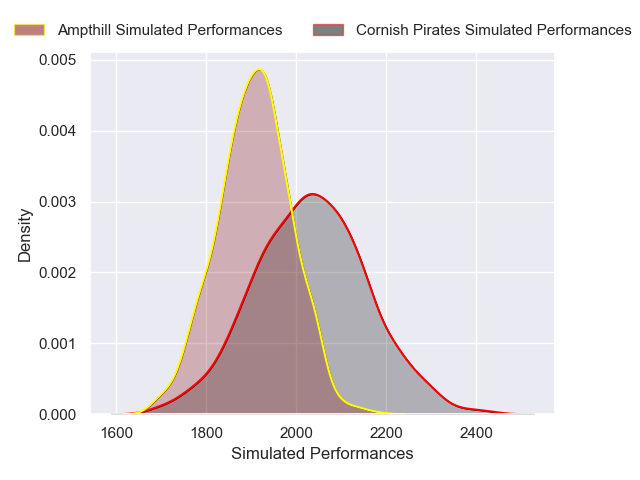 Ampthill Simulated Performances Cornish Pirates Simulated Performances
0.005
0.004
0.003
0.002
0.001
0.000
Density
1600 1800 2000 2200 2400
Simulated Performances